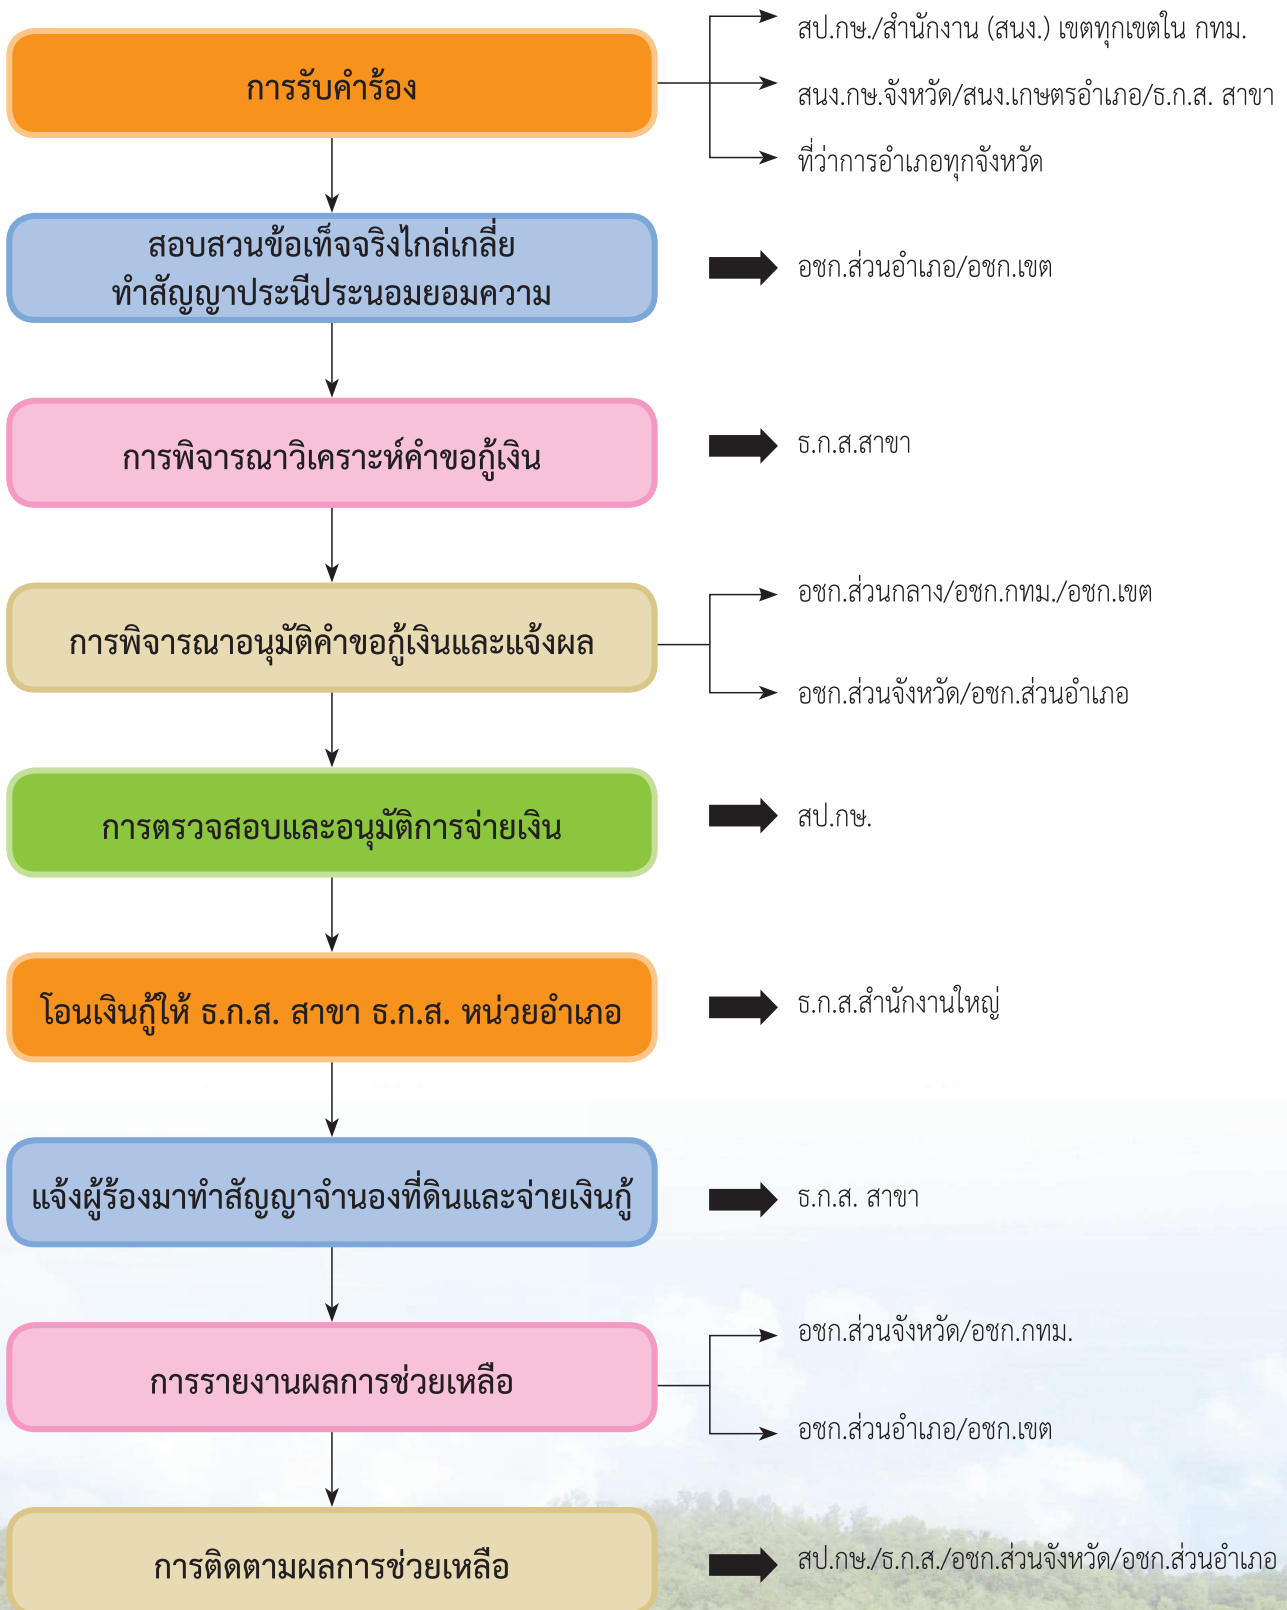 การรับคำร้อง
สป.กษ./สำนักงาน (สนง.) เขตทุกเขตใน กทม.
สนง.กษ.จังหวัด/สนง.เกษตรอำเภอ/ธ.ก.ส. สาขา
ที่ว่าการอำเภอทุกจังหวัด
สอบสวนข้อเท็จจริงไกล่เกลี่ย
ทำสัญญาประนีประนอมยอมความ
อชก.ส่วนอำเภอ/อชก.เขต
การพิจารณาวิเคราะห์คำขอกู้เงิน
ธ.ก.ส.สาขา
การพิจารณาอนุมัติคำขอกู้เงินและแจ้งผล
อชก.ส่วนกลาง/อชก.กทม./อชก.เขต
อชก.ส่วนจังหวัด/อชก.ส่วนอำเภอ
การตรวจสอบและอนุมัติการจ่ายเงิน
สป.กษ.
โอนเงินกู้ให้ ธ.ก.ส. สาขา ธ.ก.ส. หน่วยอำเภอ
ธ.ก.ส.สำนักงานใหญ่
แจ้งผู้ร้องมาทำสัญญาจำนองที่ดินและจ่ายเงินกู้
ธ.ก.ส. สาขา
การรายงานผลการช่วยเหลือ
อชก.ส่วนจังหวัด/อชก.กทม.
อชก.ส่วนอำเภอ/อชก.เขต
การติดตามผลการช่วยเหลือ
สป.กษ./ธ.ก.ส./อชก.ส่วนจังหวัด/อชก.ส่วนอำเภอ